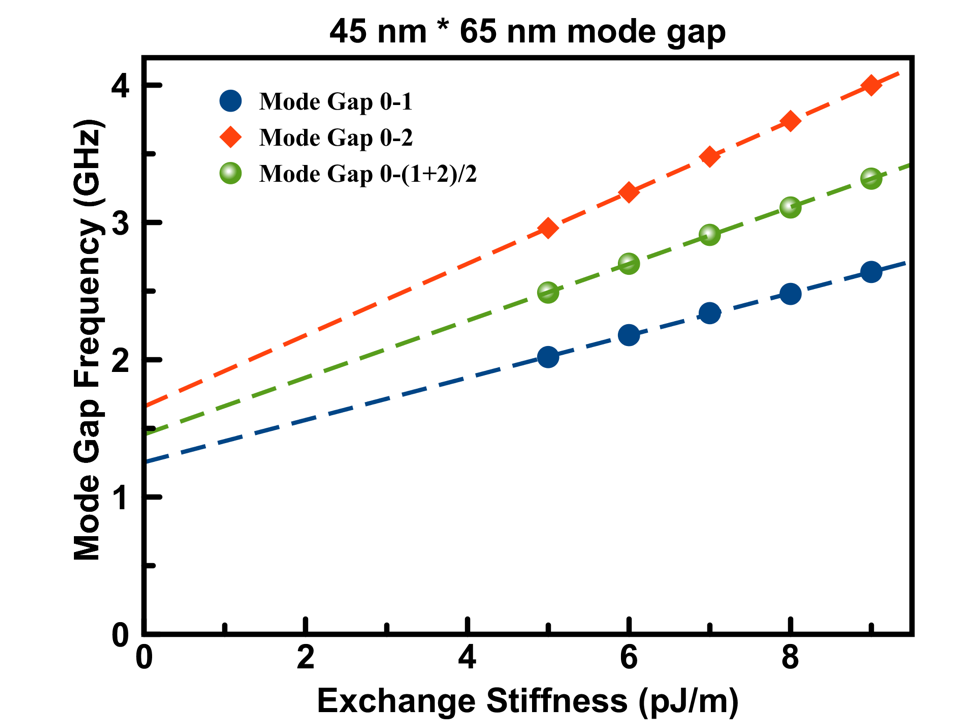 45 nm * 65 nm mode gap
Mode Gap 0-1
Mode Gap 0-2
Mode Gap 0-(1+2)/2
Mode Gap Frequency (GHz)
4
3
2
1
0
0 2 4 6 8
Exchange Stiffness (pJ/m)